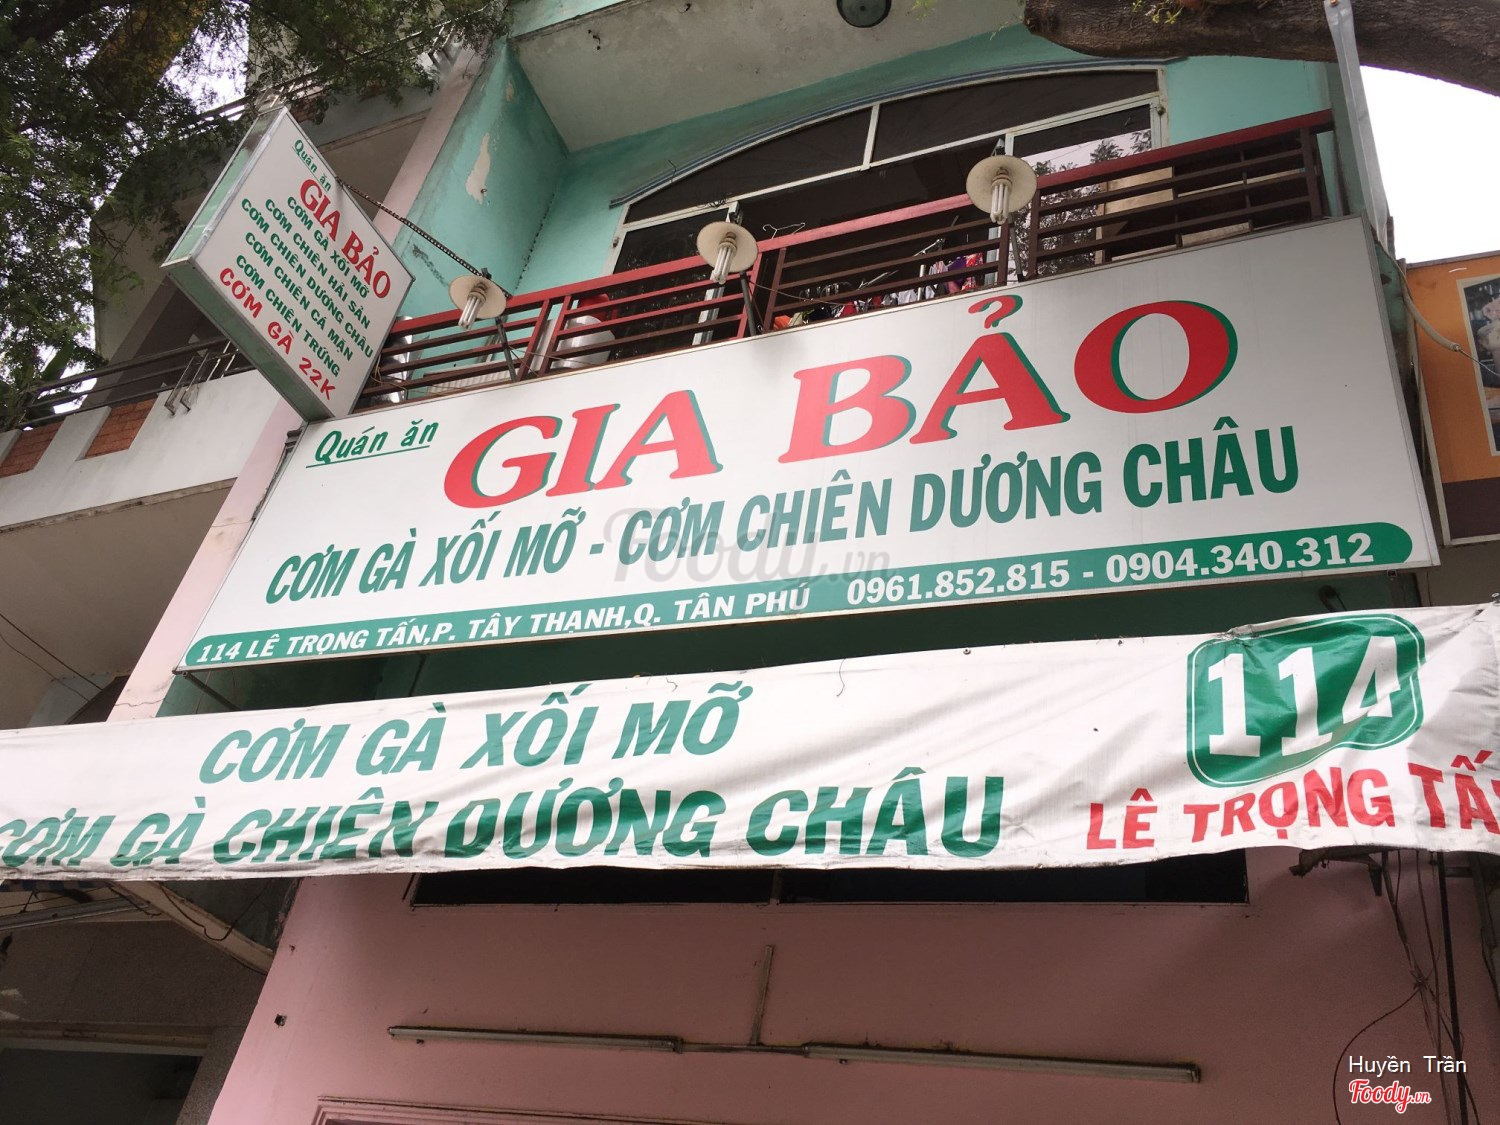 Quán ăn
GIA BẢO
CƠM GÀ XỐI MỠ
CƠM CHIÊN HẢI SẢN
CƠM CHIÊN DƯƠNG CHÂU
CƠM CHIÊN CÁ MẶN
CƠM CHIÊN TRỨNG
CƠM GÀ 22K
Quán ăn
GIA BẢO
CƠM GÀ XỐI MỠ - CƠM CHIÊN DƯƠNG CHÂU
114 LÊ TRỌNG TẤN,P. TÂY THẠNH,Q. TÂN PHÚ 0961.852.815 - 0904.340.312
Foody.vn
CƠM GÀ XỐI MỠ
CƠM GÀ CHIÊN DƯƠNG CHÂU
114
LÊ TRỌNG TẤN
Huyền Trần
Foody.vn